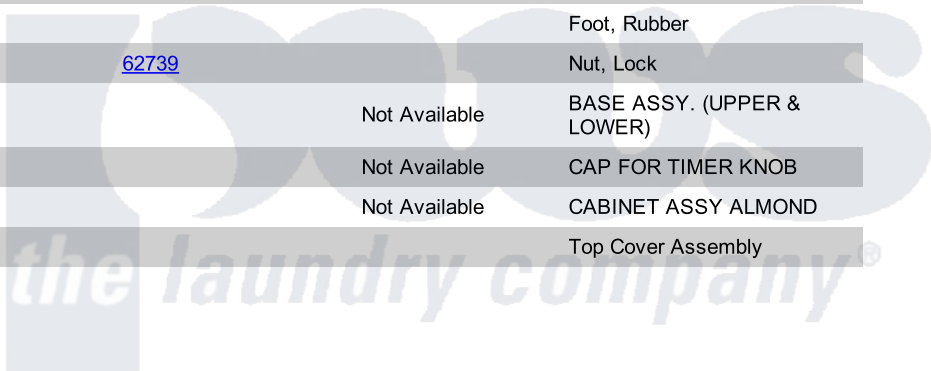 Foot, Rubber
62739 Nut, Lock
Not Available BASE ASSY. (UPPER &
LOWER)
Not Available CAP FOR TIMER KNOB
Not Available CABINET ASSY ALMOND
Top Cover Assembly
the laundry company®